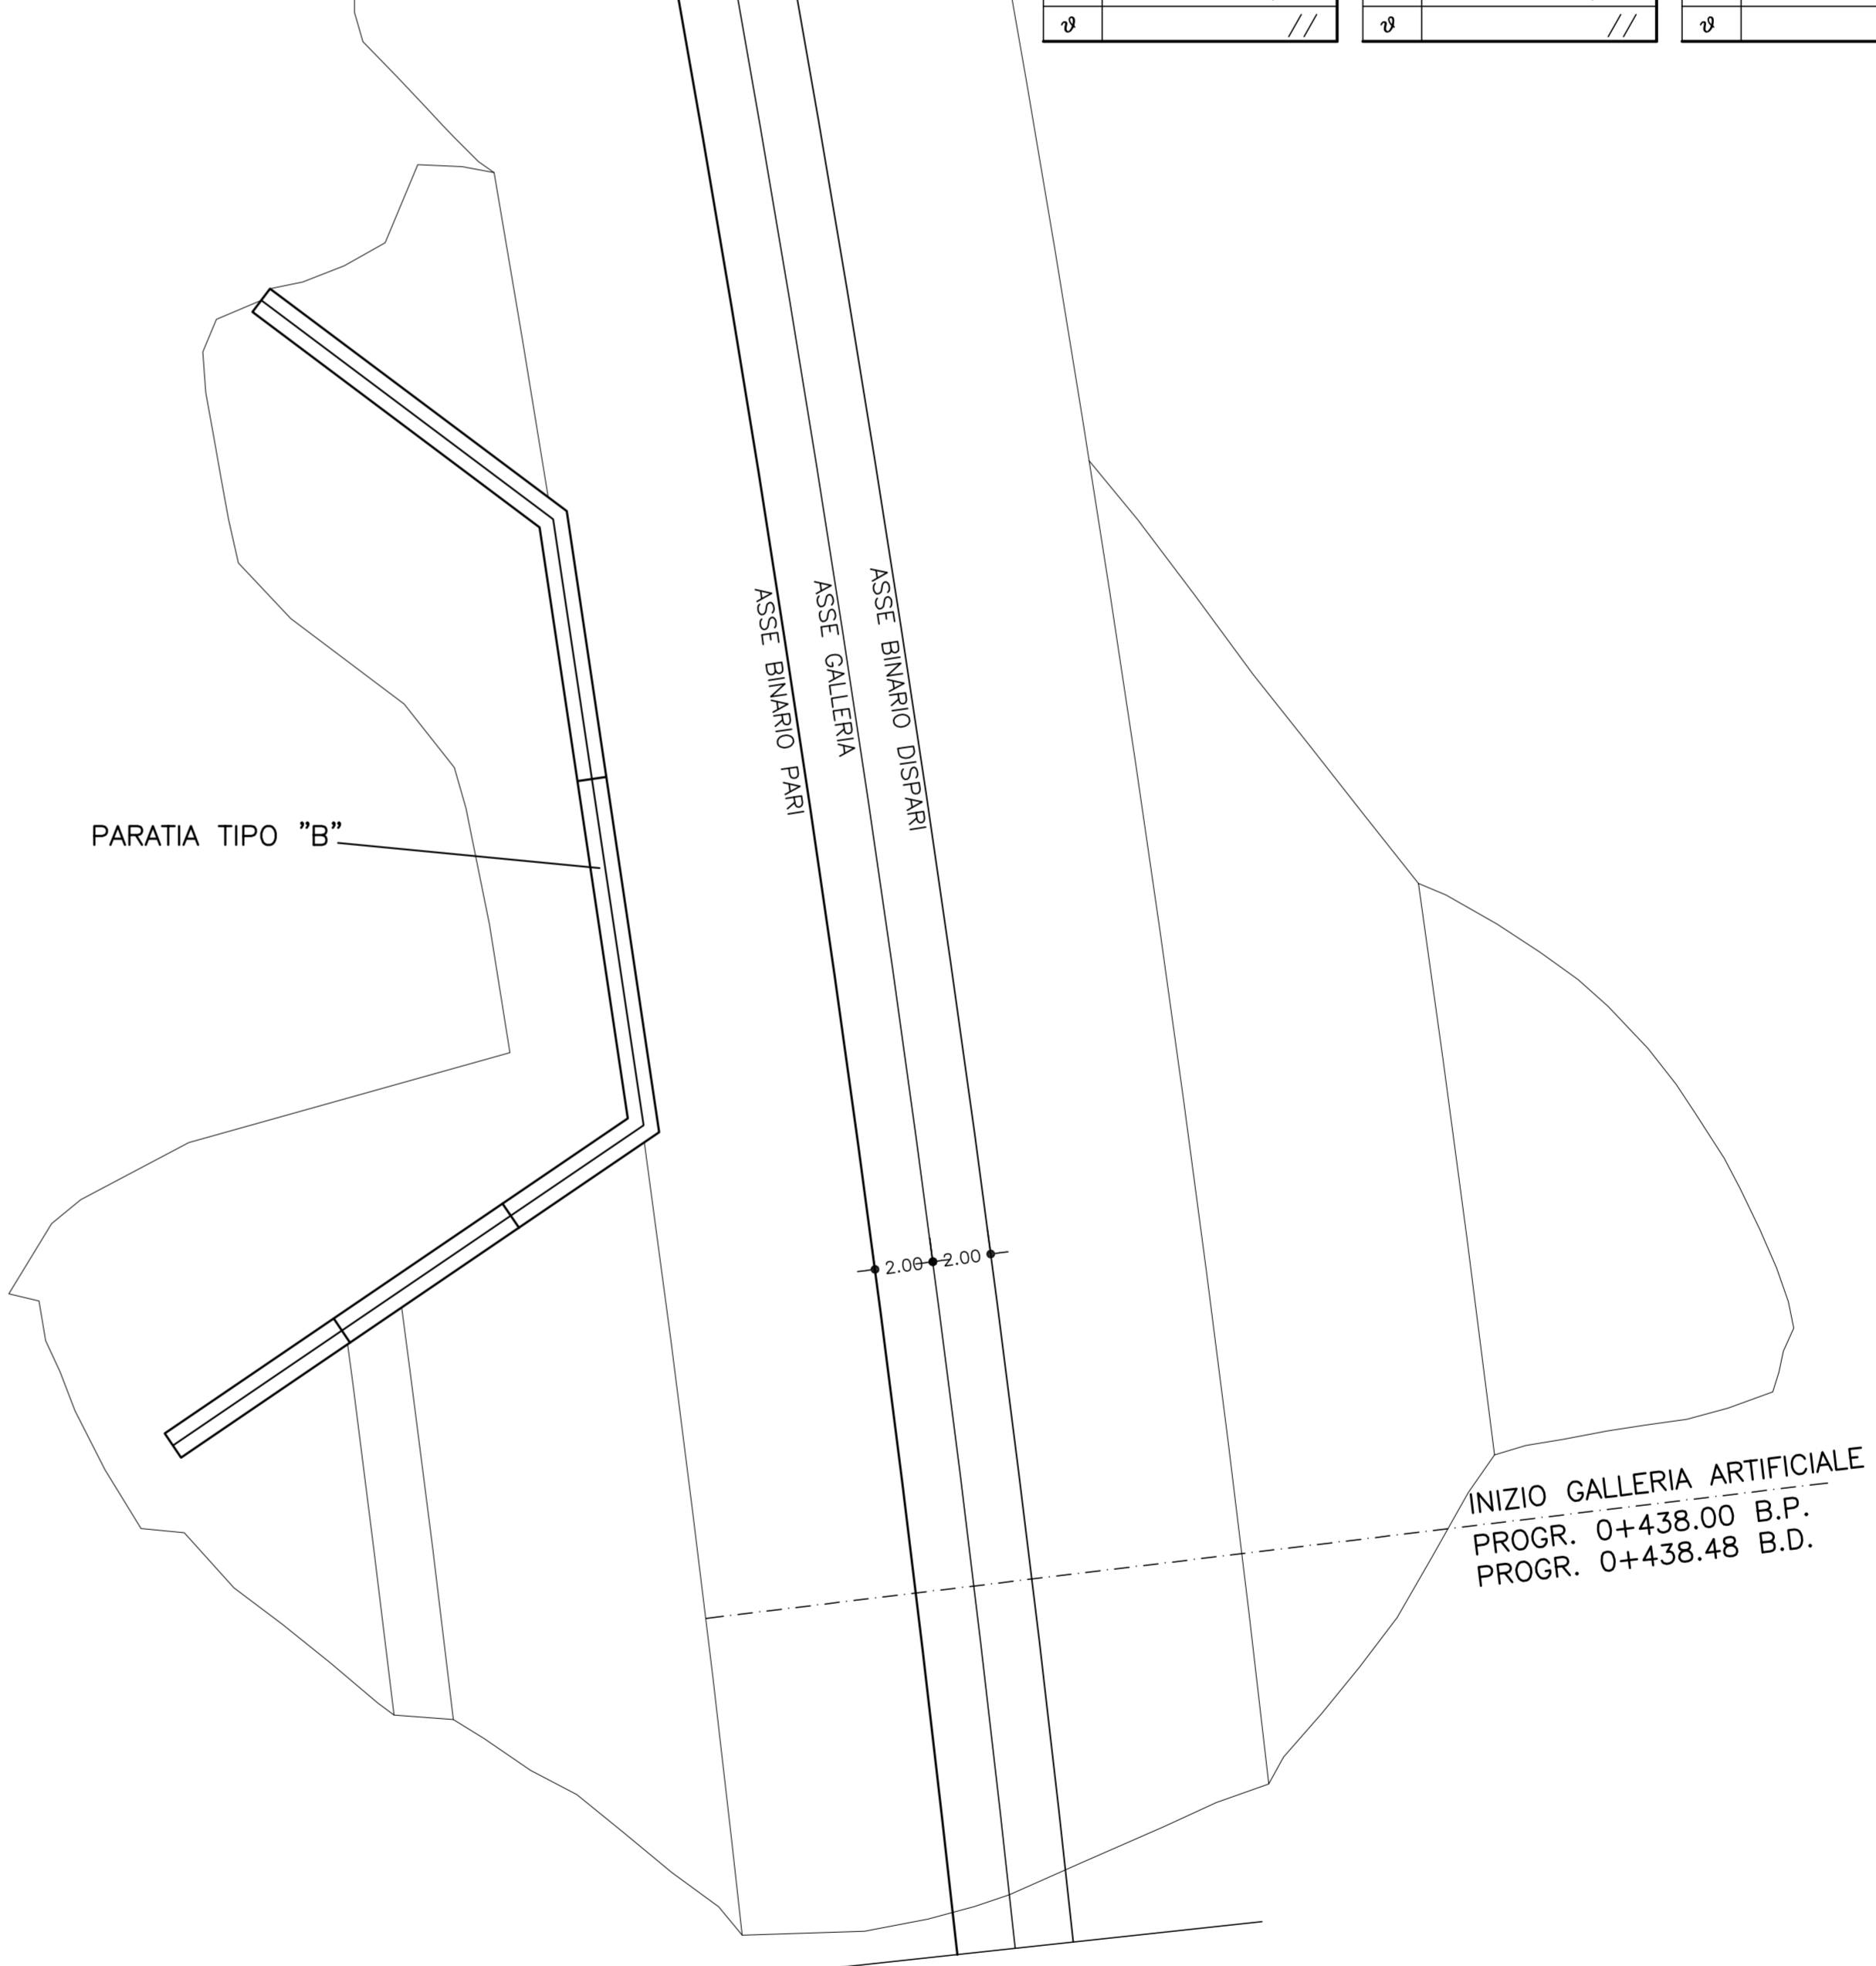 ϑ //
ϑ //
ϑ
ASSE BINARIO PARI
ASSE GALLERIA
ASSE BINARIO DISPARI
PARATIA TIPO "B"
2.00
2.00
INIZIO GALLERIA ARTIFICIALE
PROGR. 0+438.00 B.P.
PROGR. 0+438.48 B.D.